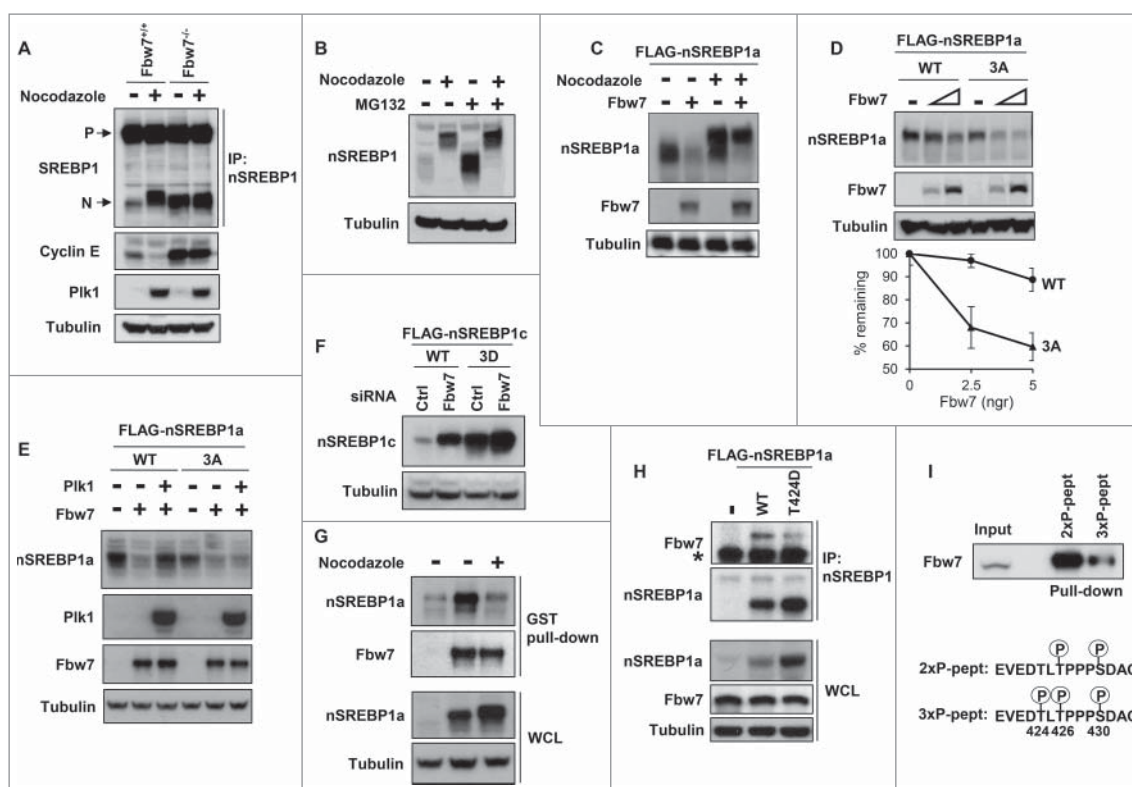 A
Fbw7+/+
Fbw7-/-
Nocodazole - + - +
P
SREBP1
N
IP:
nSREBP1
Cyclin E
Plk1
Tubulin
B
Nocodazole - + - +
MG132 - - + +
nSREBP1
Tubulin
C
FLAG-nSREBP1a
Nocodazole - - + +
Fbw7 - + - +
nSREBP1a
Fbw7
Tubulin
D
FLAG-nSREBP1a
WT 3A
Fbw7 - -
nSREBP1a
Fbw7
Tubulin
100
90
80
70
60
50
% remaining
WT
3A
0 2.5 5
Fbw7 (ngr)
E
FLAG-nSREBP1a
WT 3A
Plk1 - - + - - +
Fbw7 - + + - + +
nSREBP1a
Plk1
Fbw7
Tubulin
F
FLAG-nSREBP1c
WT 3D
siRNA Ctrl Fbw7 Ctrl Fbw7
nSREBP1c
Tubulin
G
Nocodazole - - +
nSREBP1a
Fbw7
GST
pull-down
nSREBP1a
Tubulin
WCL
H
FLAG-nSREBP1a
- WT T424D
Fbw7
*
nSREBP1a
IP:
nSREBP1
nSREBP1a
Fbw7
Tubulin
WCL
I
Input 2xP-pept 3xP-pept
Fbw7
Pull-down
P P
2xP-pept: EVEDTLTPPPSDAG
P P P
3xP-pept: EVEDTLTPPPSDAG
424 426 430